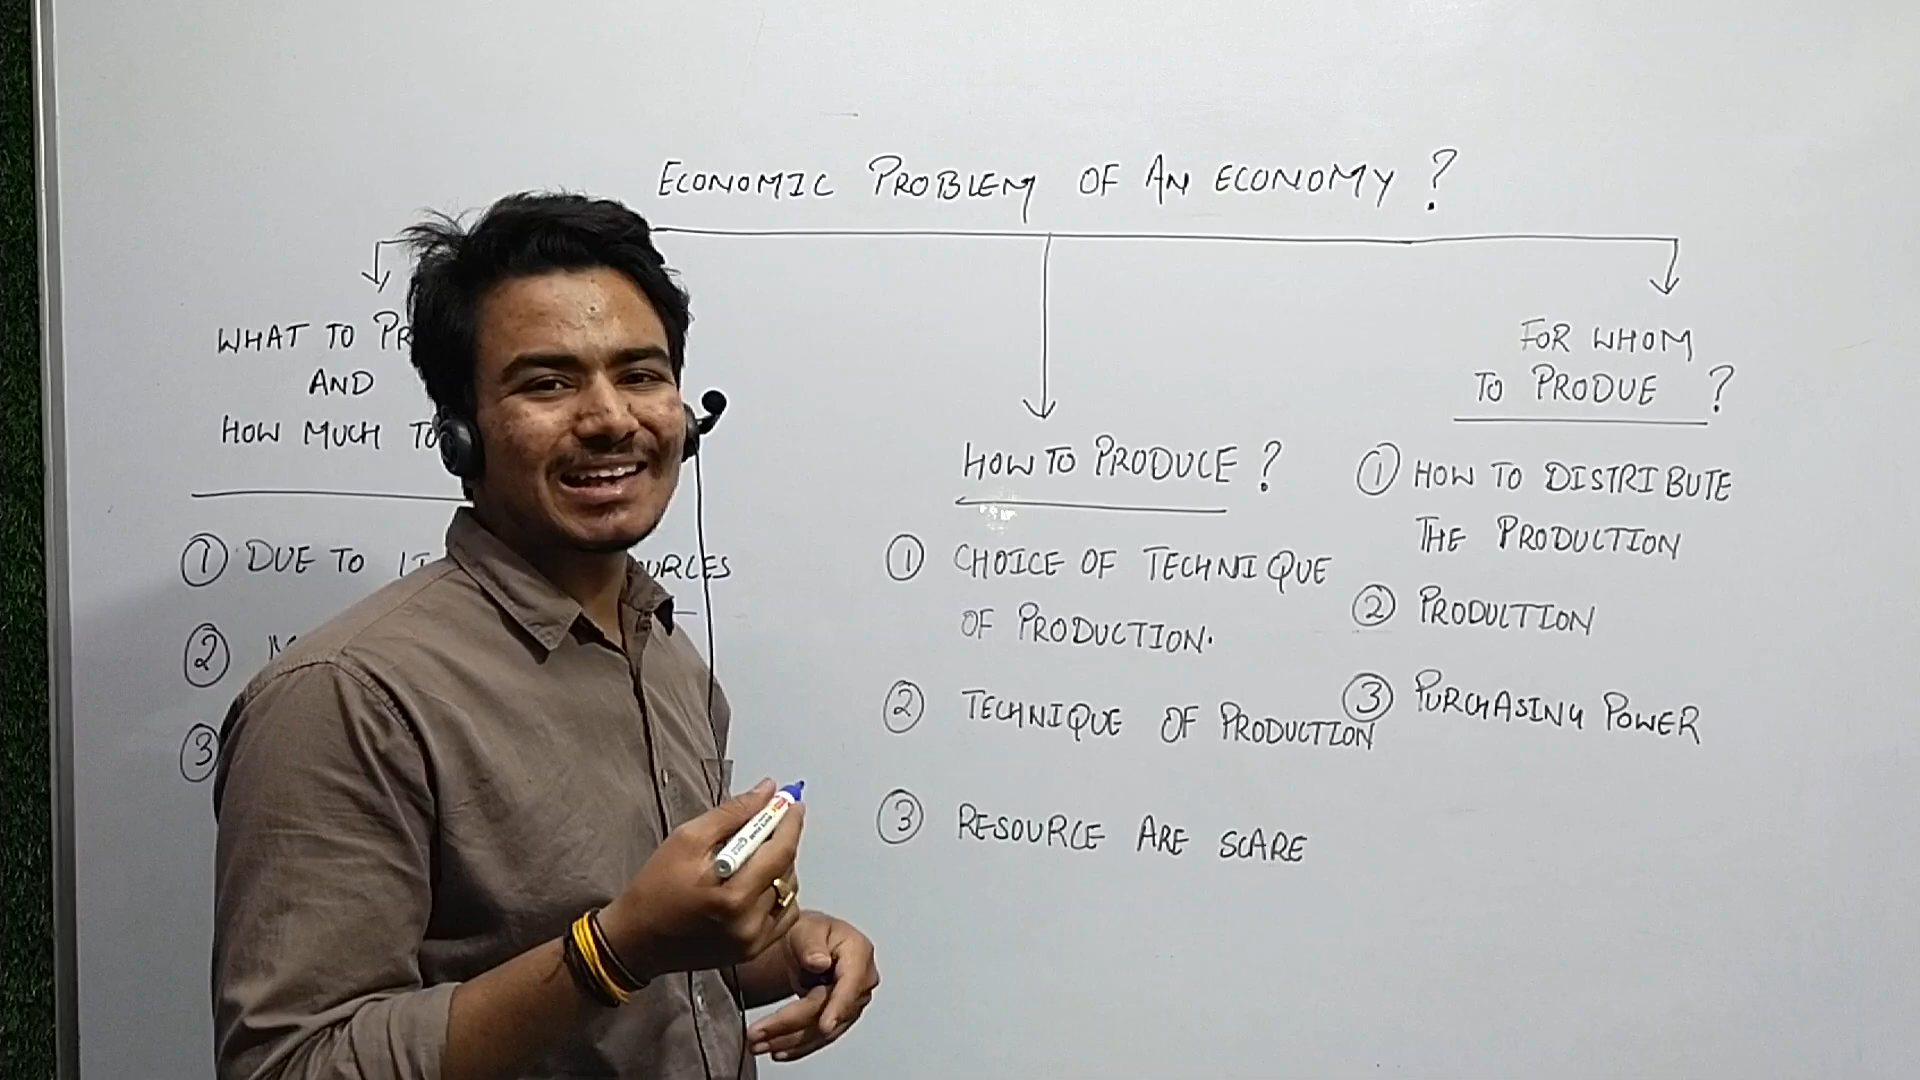 ECONOMIC PROBLEM OF AN ECONOMY ?
WHAT TO
AND
HOW MUCH TO
① DUE TO
②
③
HOW TO PRODUCE ?
① CHOICE OF TECHNIQUE
OF PRODUCTION.
② TECHNIQUE OF PRODUCTION
③ RESOURCE ARE SCARE
FOR WHOM
TO PRODUE ?
① HOW TO DISTRIBUTE
THE PRODUCTION
② PRODUCTION
③ PURCHASING POWER